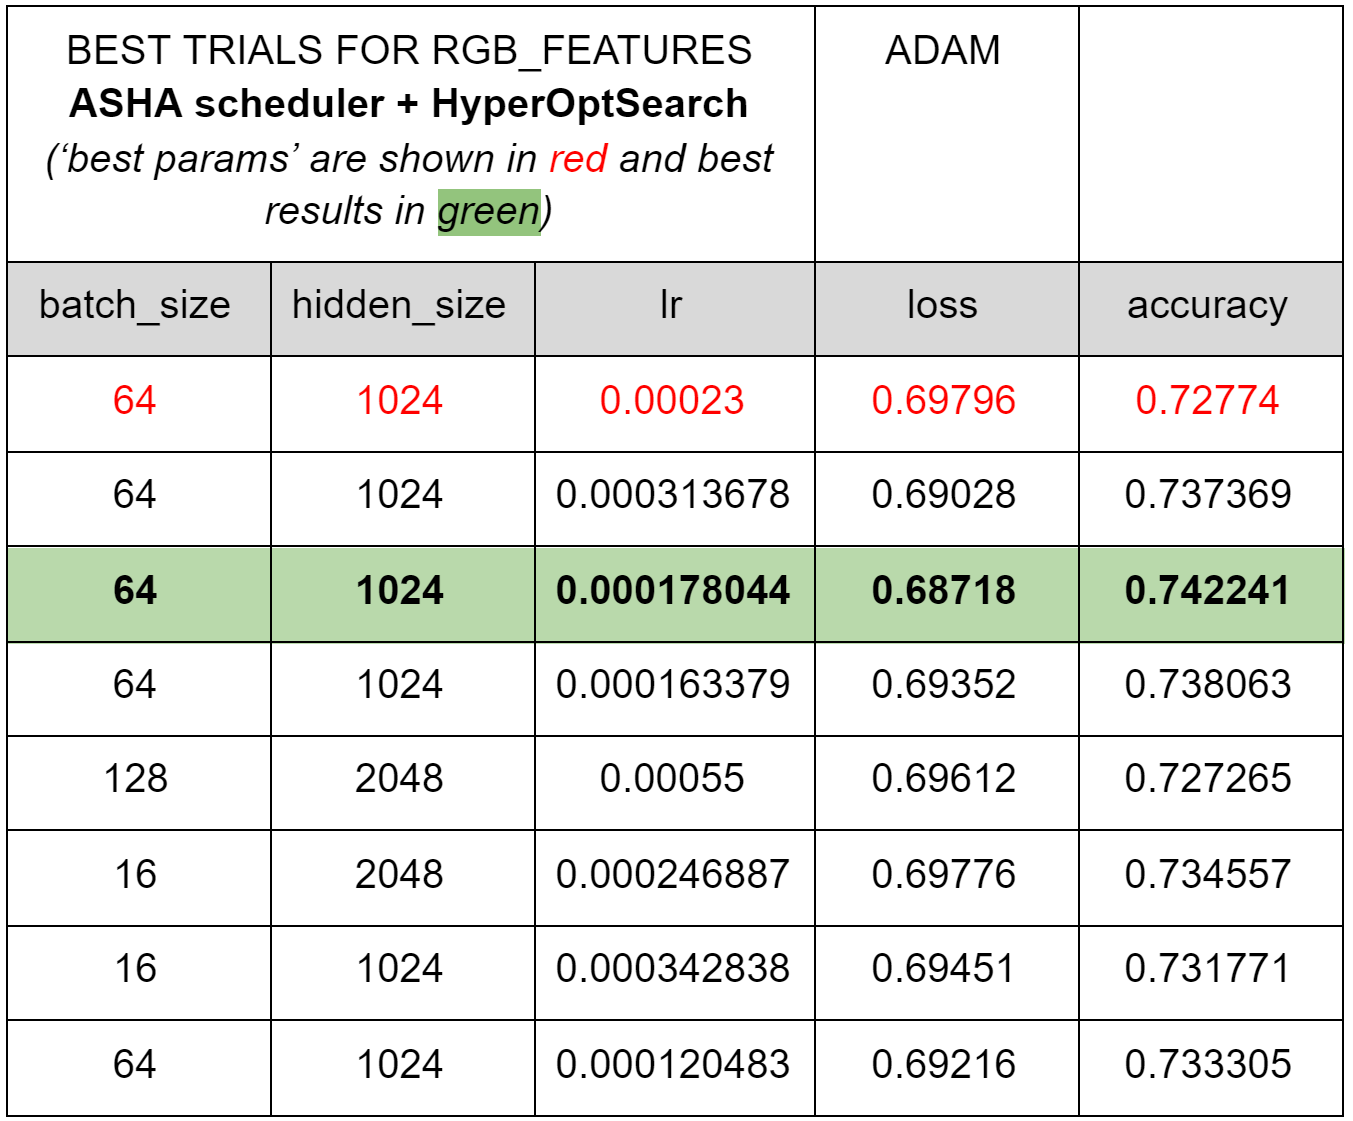 BEST TRIALS FOR RGB_FEATURES
ASHA scheduler + HyperOptSearch
(‘best params’ are shown in red and best
results in green)
ADAM
batch_size hidden_size lr loss accuracy
64 1024 0.00023 0.69796 0.72774
64 1024 0.000313678 0.69028 0.737369
64 1024 0.000178044 0.68718 0.742241
64 1024 0.000163379 0.69352 0.738063
128 2048 0.00055 0.69612 0.727265
16 2048 0.000246887 0.69776 0.734557
16 1024 0.000342838 0.69451 0.731771
64 1024 0.000120483 0.69216 0.733305